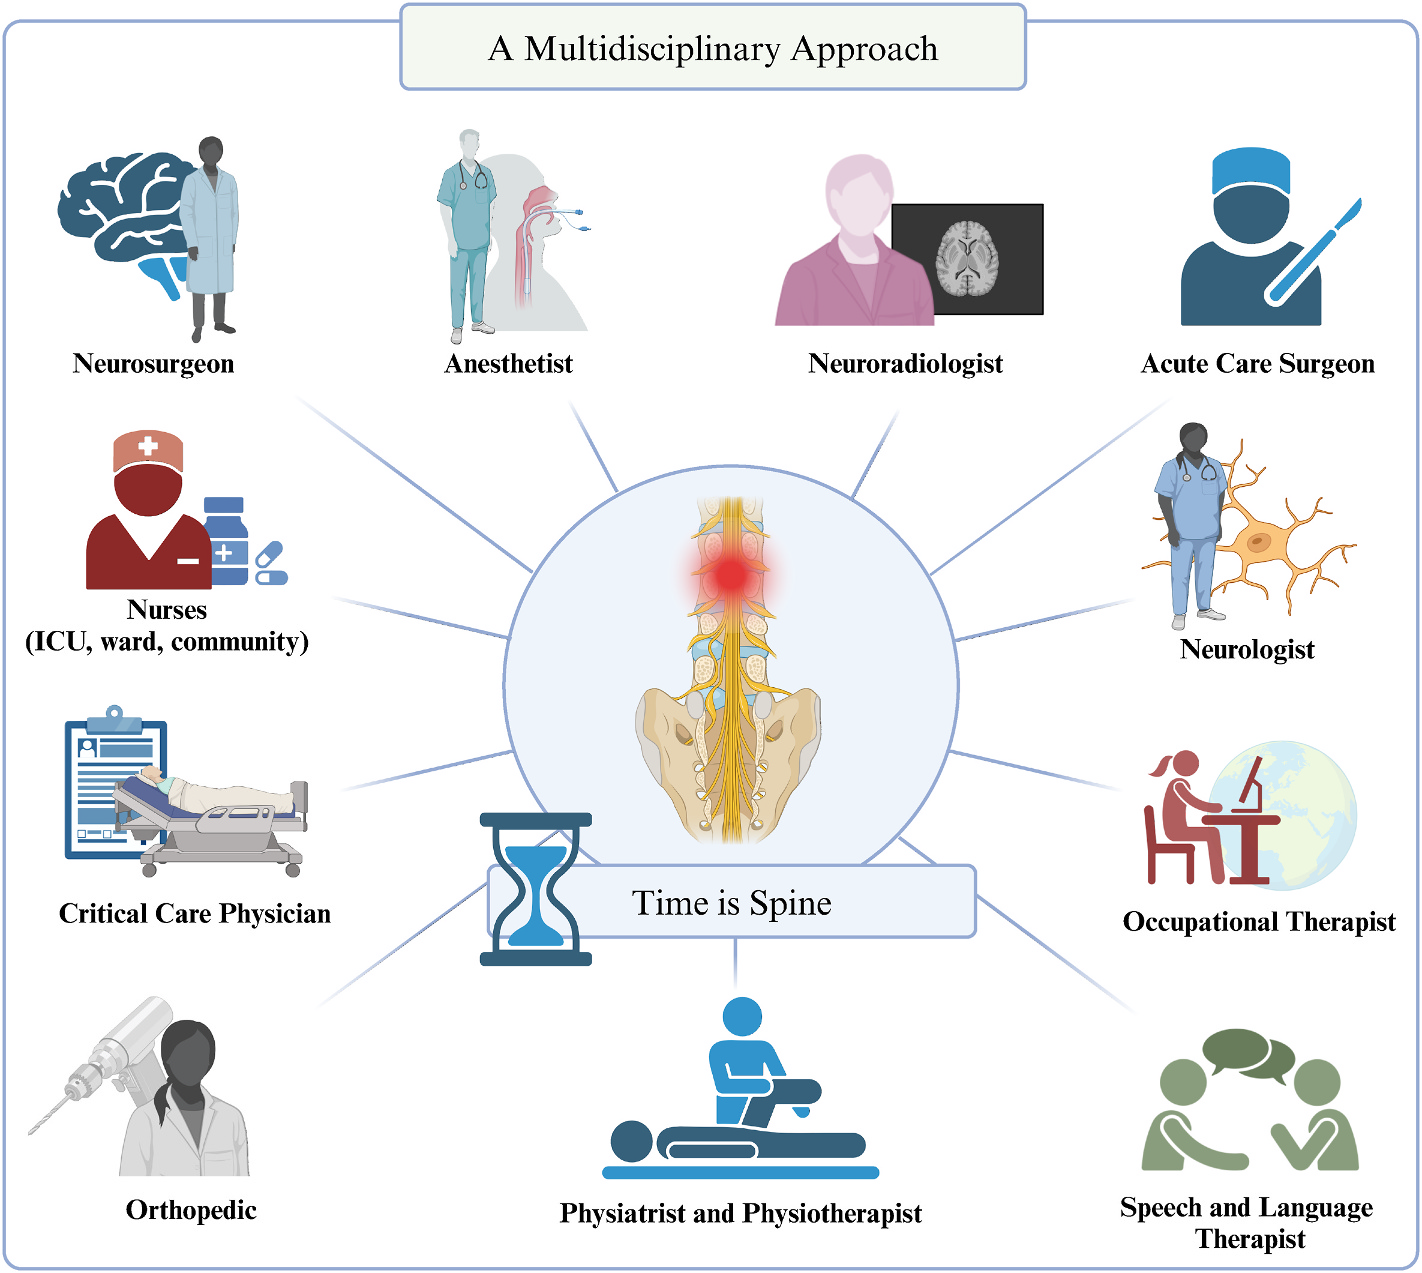 A Multidisciplinary Approach
Neurosurgeon
Anesthetist
Neuroradiologist
Acute Care Surgeon
Nurses
(ICU, ward, community)
Neurologist
Critical Care Physician
Time is Spine
Occupational Therapist
Orthopedic
Physiatrist and Physiotherapist
Speech and Language
Therapist